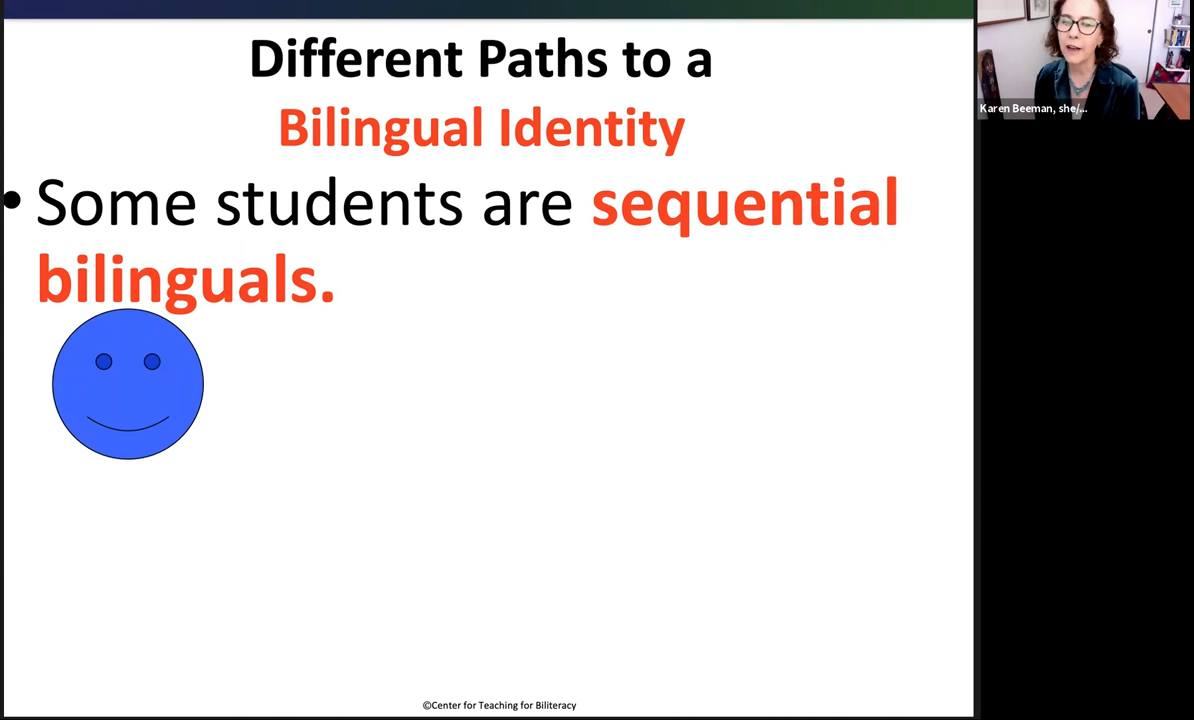 Different Paths to a
Bilingual Identity
• Some students are sequential
bilinguals.
©Center for Teaching for Biliteracy
Karen Beeman, she/...